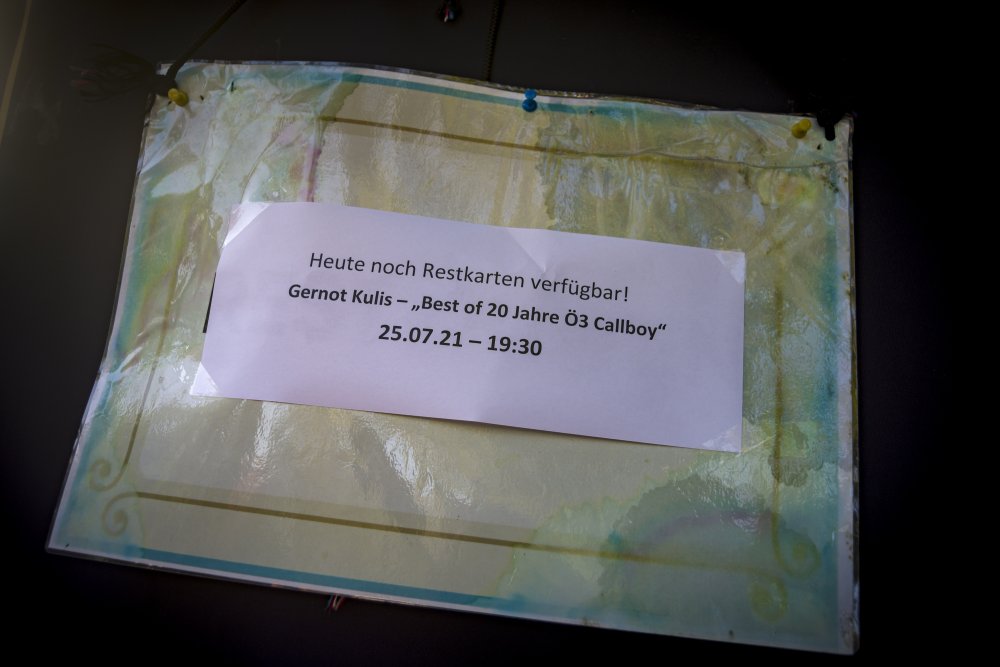 Heute noch Restkarten verfügbar!
Gernot Kulis – „Best of 20 Jahre Ö3 Callboy“
25.07.21 – 19:30